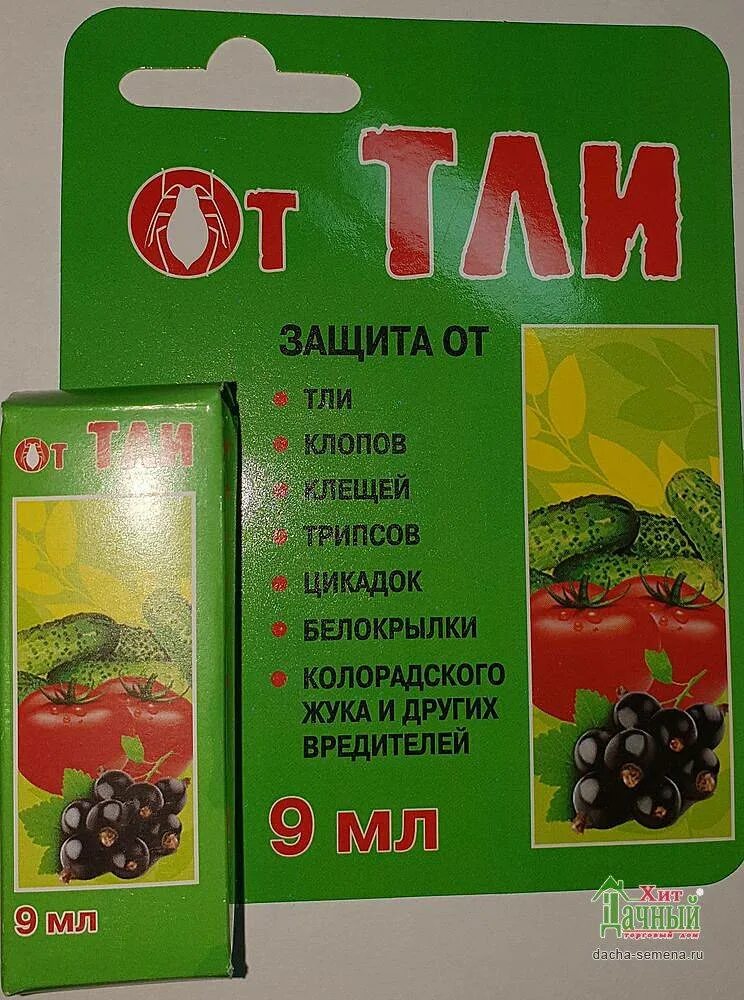 От ТЛИ
ЗАЩИТА ОТ
• ТЛИ
• КЛОПОВ
• КЛЕЩЕЙ
• ТРИПСОВ
• ЦИКАДОК
• БЕЛОКРЫЛКИ
• КОЛОРАДСКОГО
ЖУКА И ДРУГИХ
ВРЕДИТЕЛЕЙ
9 мл
От ТЛИ
9 мл
Хит
Дачный
торговый дом
dacha-semena.ru